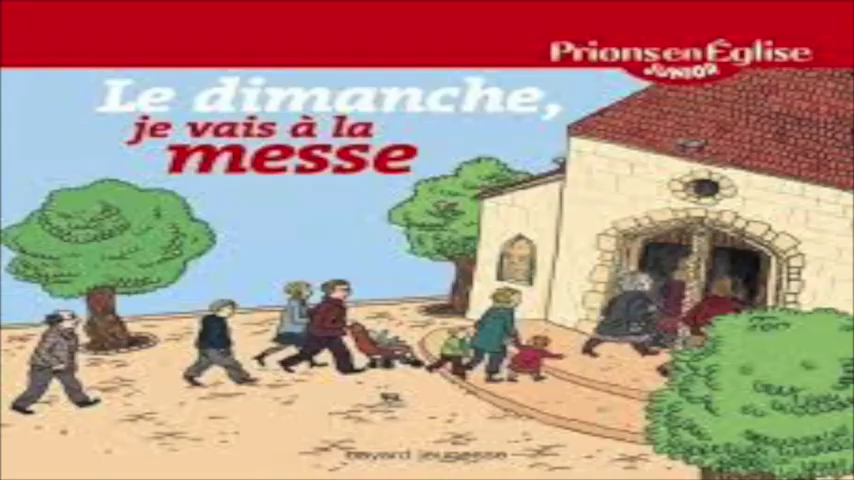 Prions en Église
JUNIOR
Le dimanche,
je vais à la
messe
bayard jeunesse